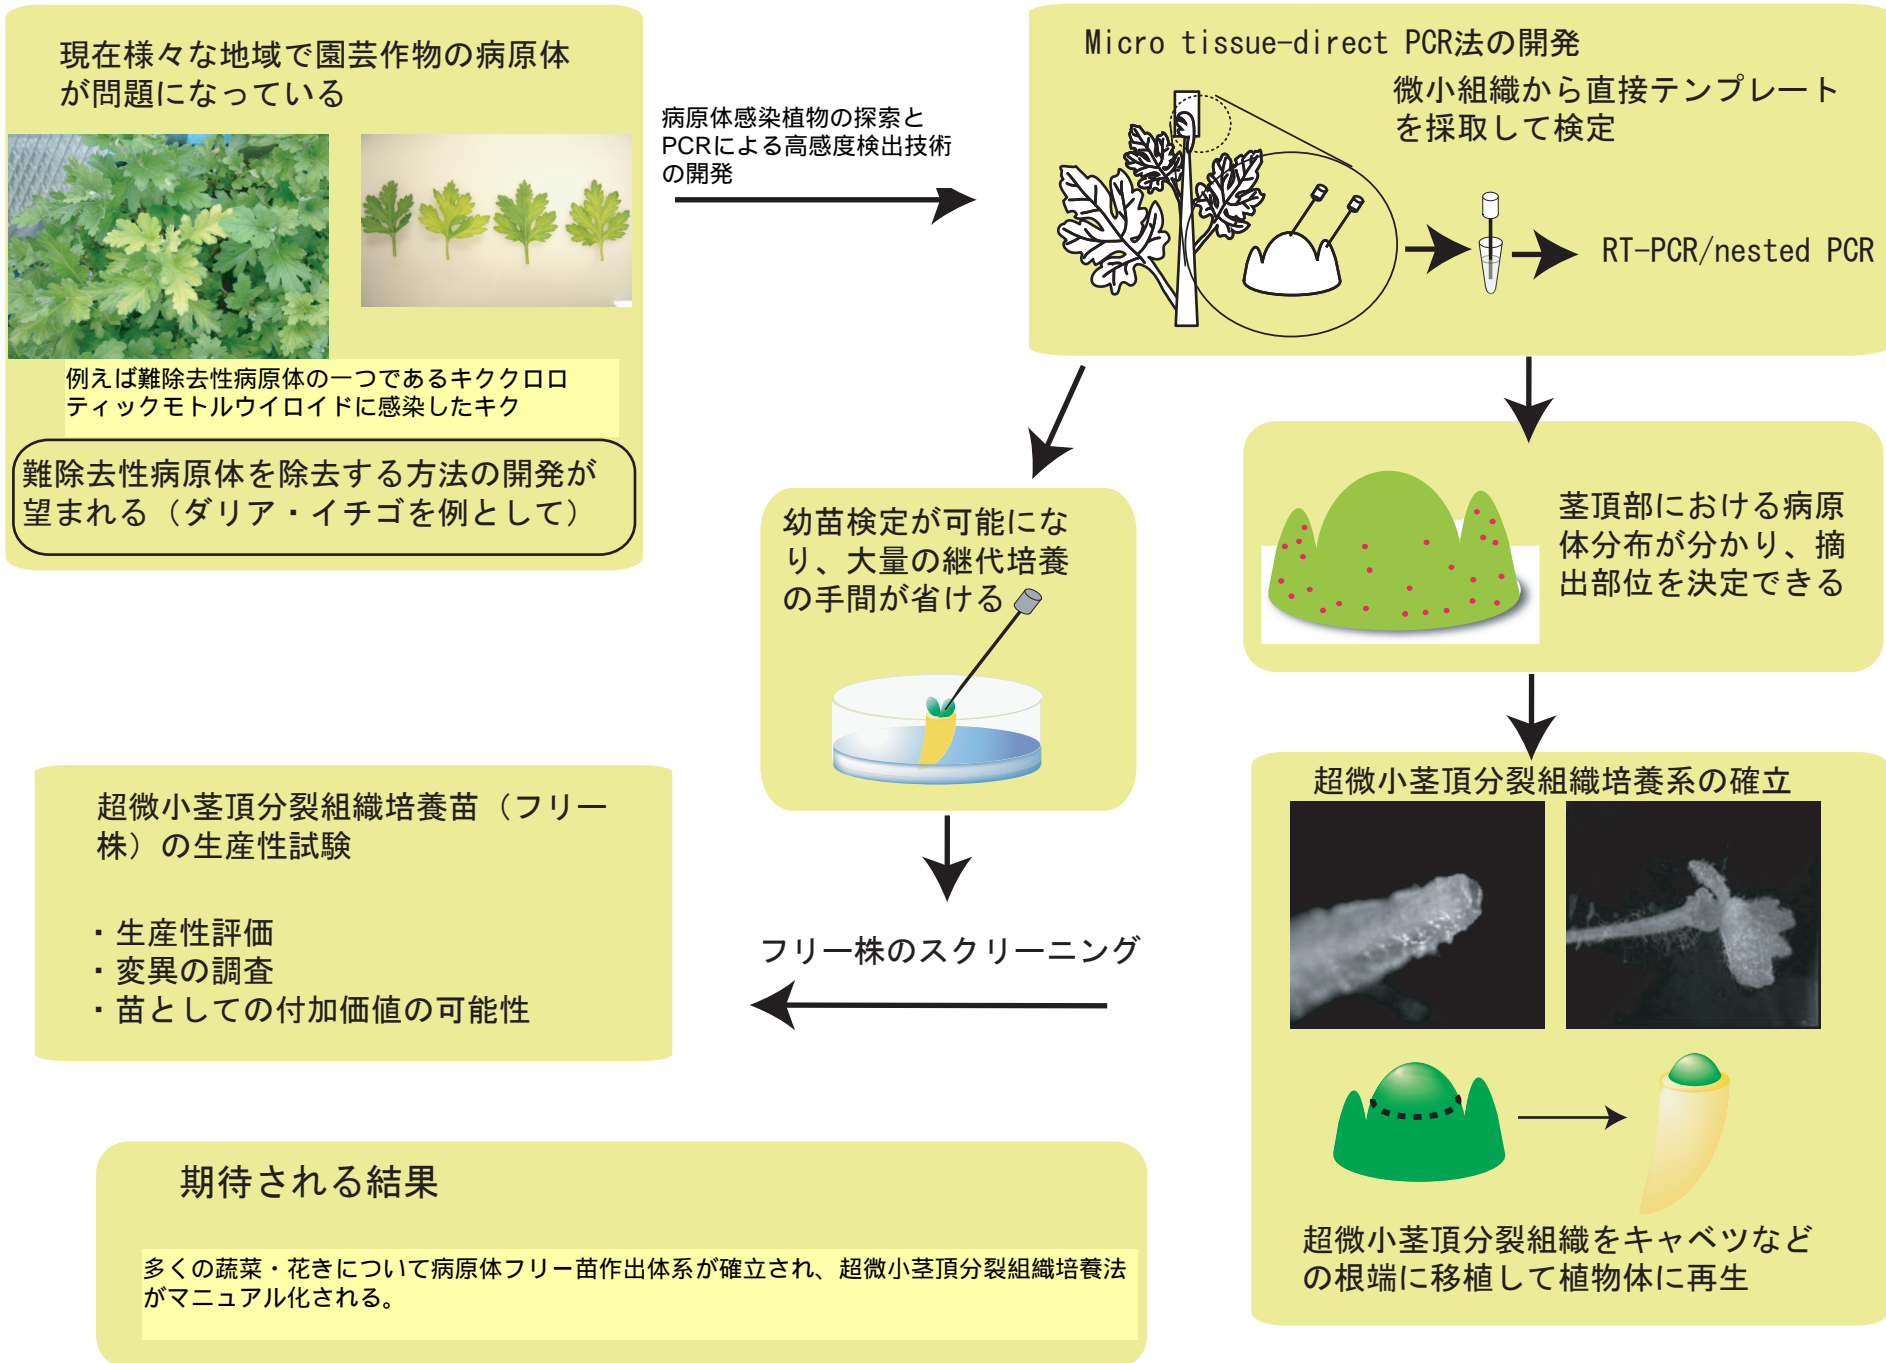 現在様々な地域で園芸作物の病原体
が問題になっている
例えば難除去性病原体の一つであるキククロロ
ティックモトルウイロイドに感染したキク
難除去性病原体を除去する方法の開発が
望まれる（ダリア・イチゴを例として）
病原体感染植物の探索と
PCRによる高感度検出技術
の開発
Micro tissue-direct PCR法の開発
微小組織から直接テンプレート
を採取して検定
RT-PCR/nested PCR
幼苗検定が可能にな
り、大量の継代培養
の手間が省ける
茎頂部における病原
体分布が分かり、摘
出部位を決定できる
超微小茎頂分裂組織培養系の確立
超微小茎頂分裂組織をキャベツなど
の根端に移植して植物体に再生
フリー株のスクリーニング
超微小茎頂分裂組織培養苗（フリー
株）の生産性試験
・生産性評価
・変異の調査
・苗としての付加価値の可能性
期待される結果
多くの蔬菜・花きについて病原体フリー苗作出体系が確立され、超微小茎頂分裂組織培養法
がマニュアル化される。